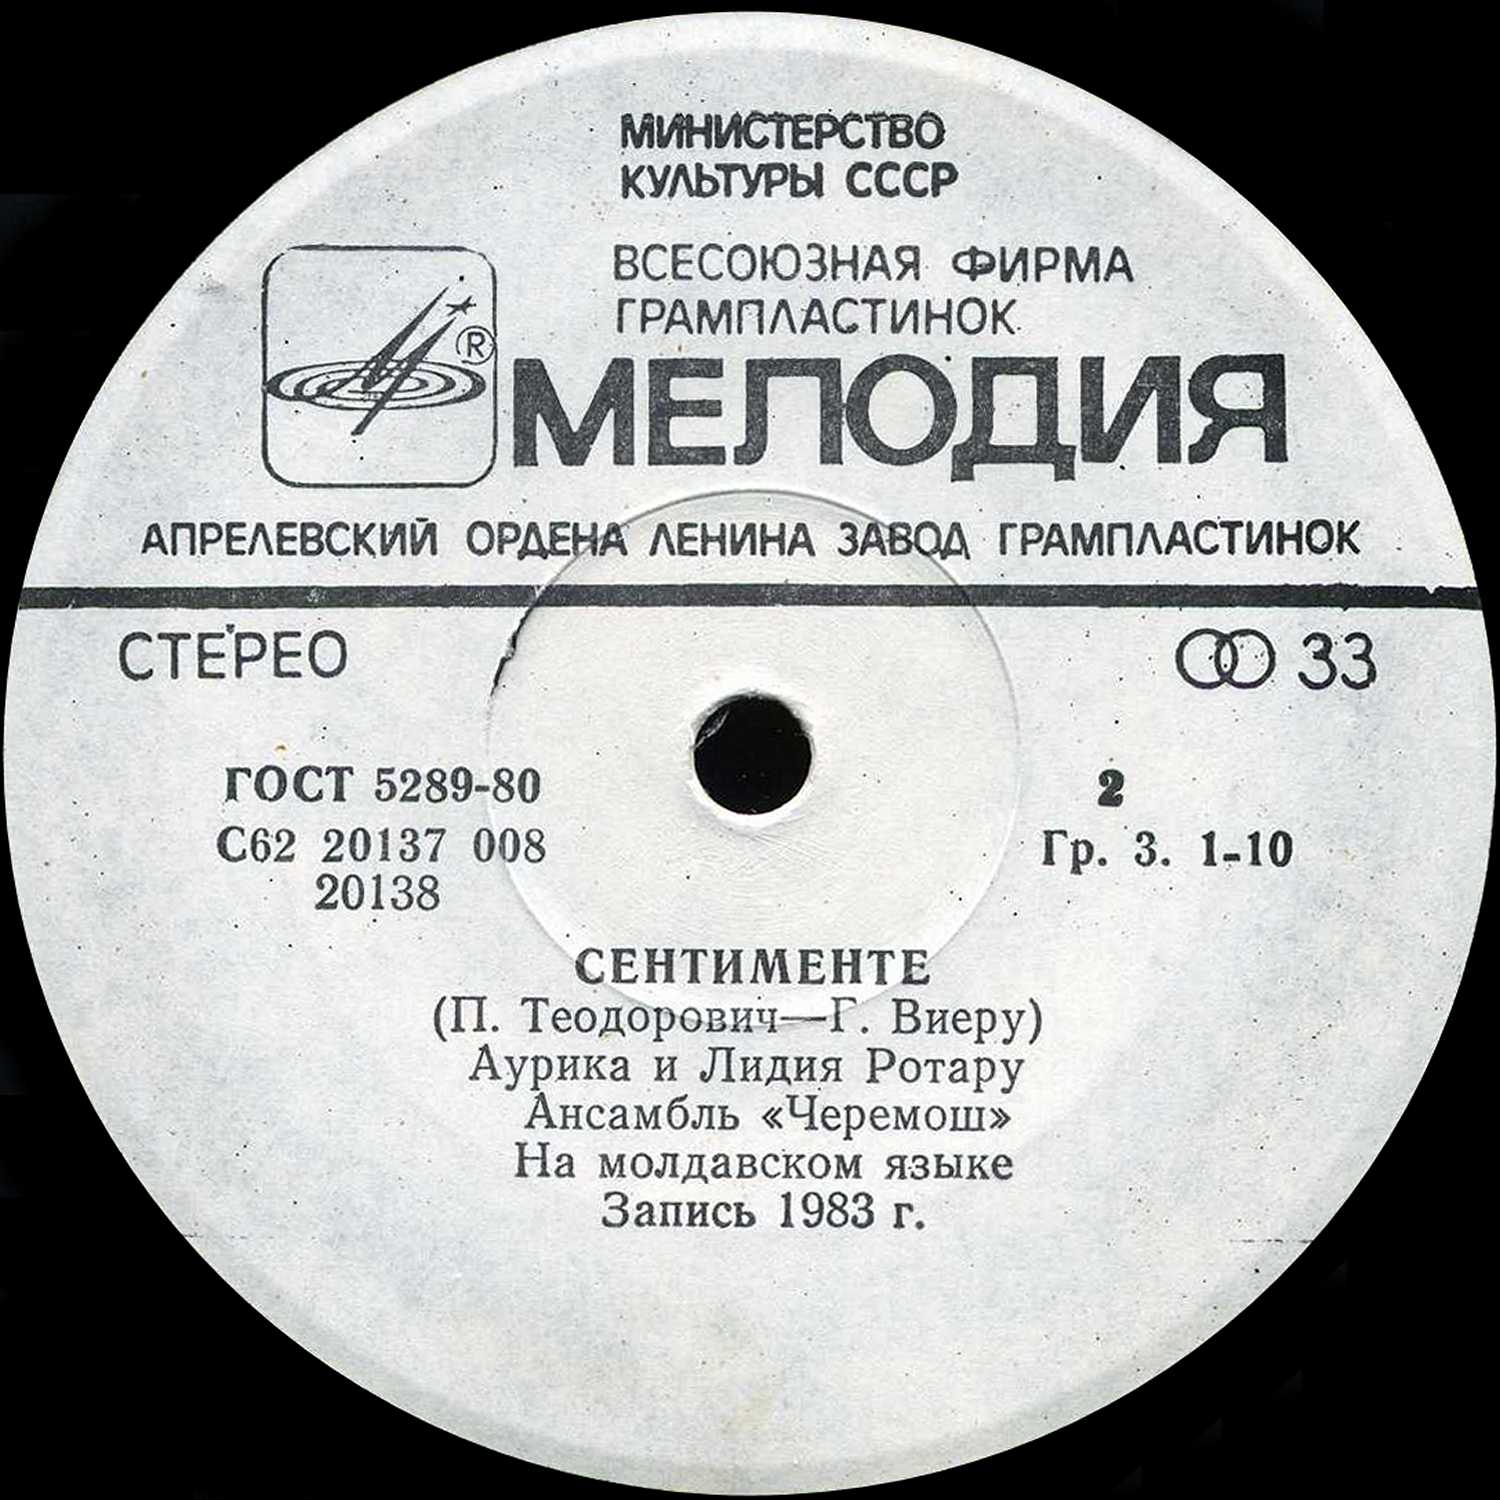 МИНИСТЕРСТВО
КУЛЬТУРЫ СССР
ВСЕСОЮЗНАЯ ФИРМА
ГРАМПЛАСТИНОК
®
МЕЛОДИЯ
АПРЕЛЕВСКИЙ ОРДЕНА ЛЕНИНА ЗАВОД ГРАМПЛАСТИНОК
СТЕРЕО
33
ГОСТ 5289-80
2
С62 20137 008
Гр. 3. 1-10
20138
СЕНТИМЕНТЕ
(П. Теодорович—Г. Виеру)
Аурика и Лидия Ротару
Ансамбль «Черемош»
На молдавском языке
Запись 1983 г.